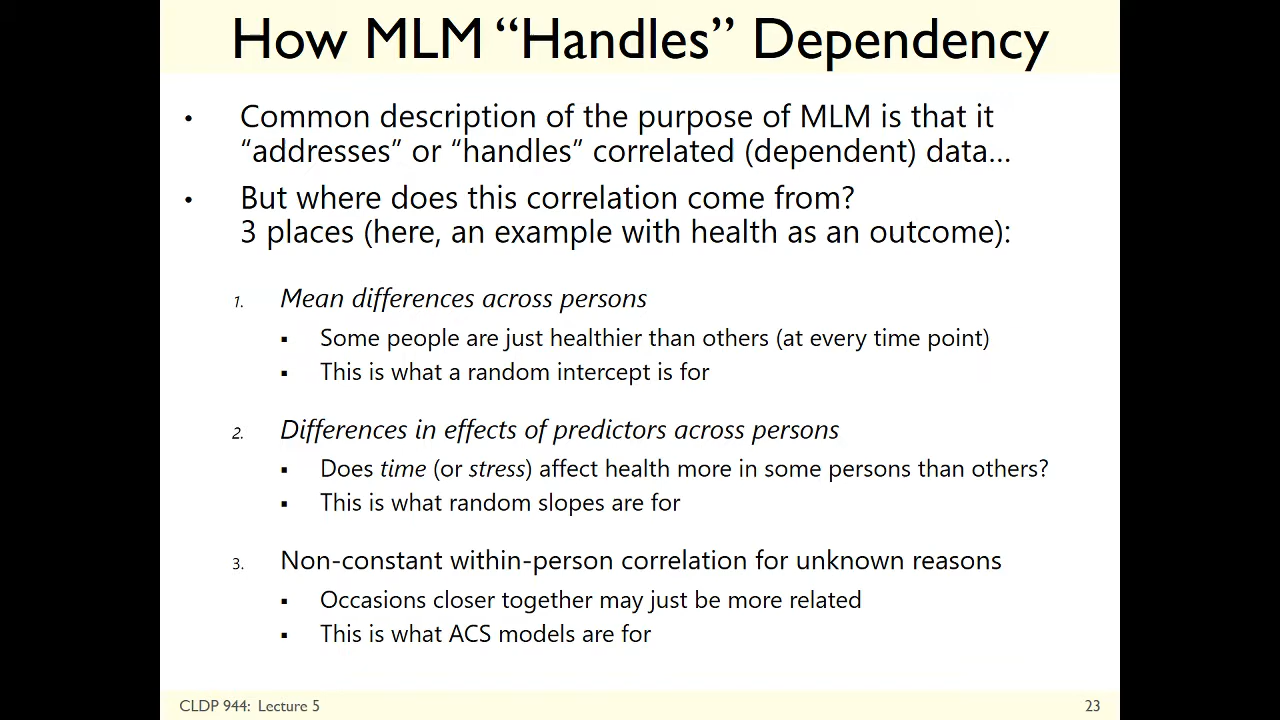 How MLM “Handles” Dependency
• Common description of the purpose of MLM is that it
“addresses” or “handles” correlated (dependent) data…
• But where does this correlation come from?
3 places (here, an example with health as an outcome):
1. Mean differences across persons
▪ Some people are just healthier than others (at every time point)
▪ This is what a random intercept is for
2. Differences in effects of predictors across persons
▪ Does time (or stress) affect health more in some persons than others?
▪ This is what random slopes are for
3. Non-constant within-person correlation for unknown reasons
▪ Occasions closer together may just be more related
▪ This is what ACS models are for
CLDP 944: Lecture 5
23